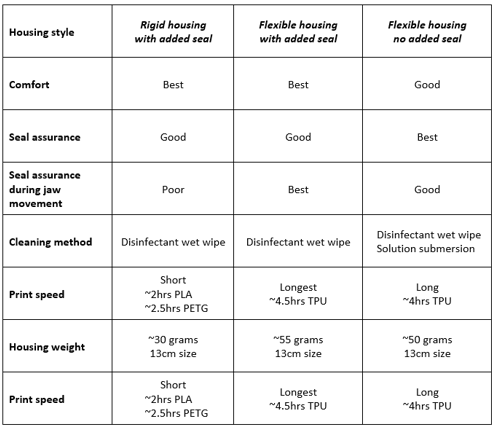 Housing style
Rigid housing
with added seal
Flexible housing
with added seal
Flexible housing
no added seal
Comfort
Best
Best
Good
Seal assurance
Good
Good
Best
Seal assurance
during jaw
movement
Poor
Best
Good
Cleaning method
Disinfectant wet wipe
Disinfectant wet wipe
Disinfectant wet wipe
Solution submersion
Print speed
Short
~2hrs PLA
~2.5hrs PETG
Longest
~4.5hrs TPU
Long
~4hrs TPU
Housing weight
~30 grams
13cm size
~55 grams
13cm size
~50 grams
13cm size
Print speed
Short
~2hrs PLA
~2.5hrs PETG
Longest
~4.5hrs TPU
Long
~4hrs TPU